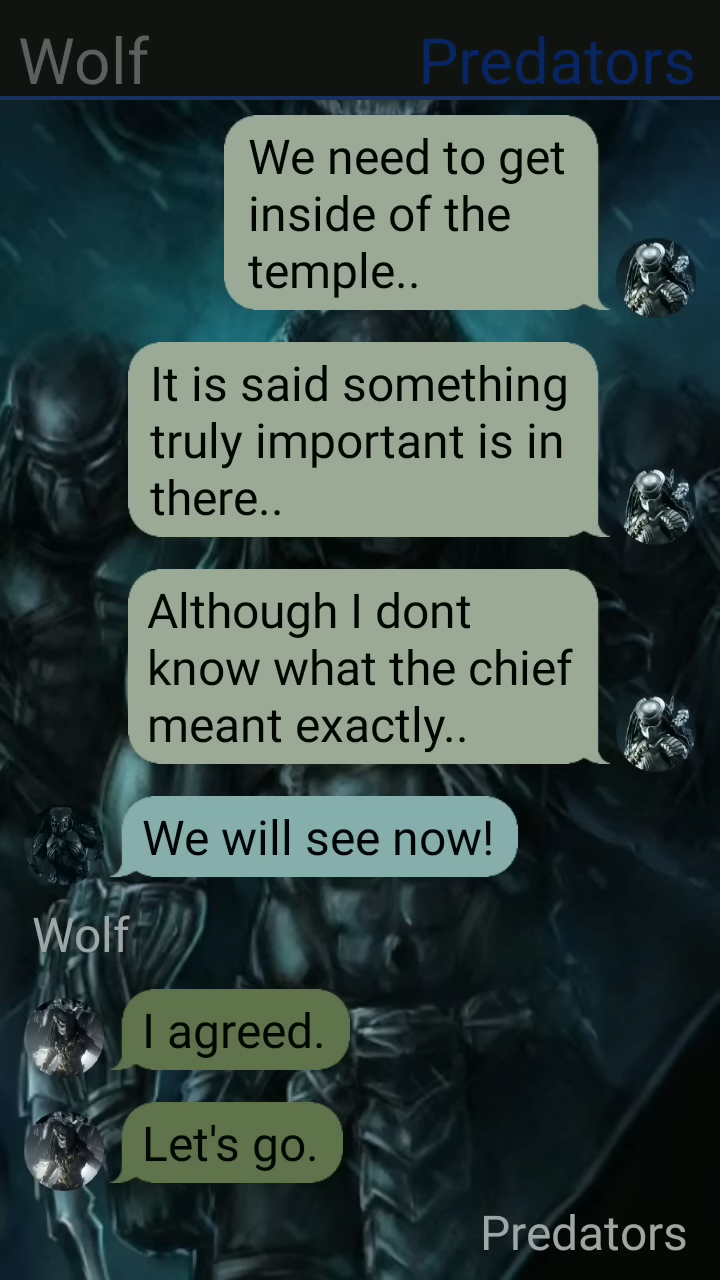 Wolf
Predators
We need to get
inside of the
temple..
It is said something
truly important is in
there..
Although I dont
know what the chief
meant exactly..
We will see now!
Wolf
I agreed.
Let's go.
Predators